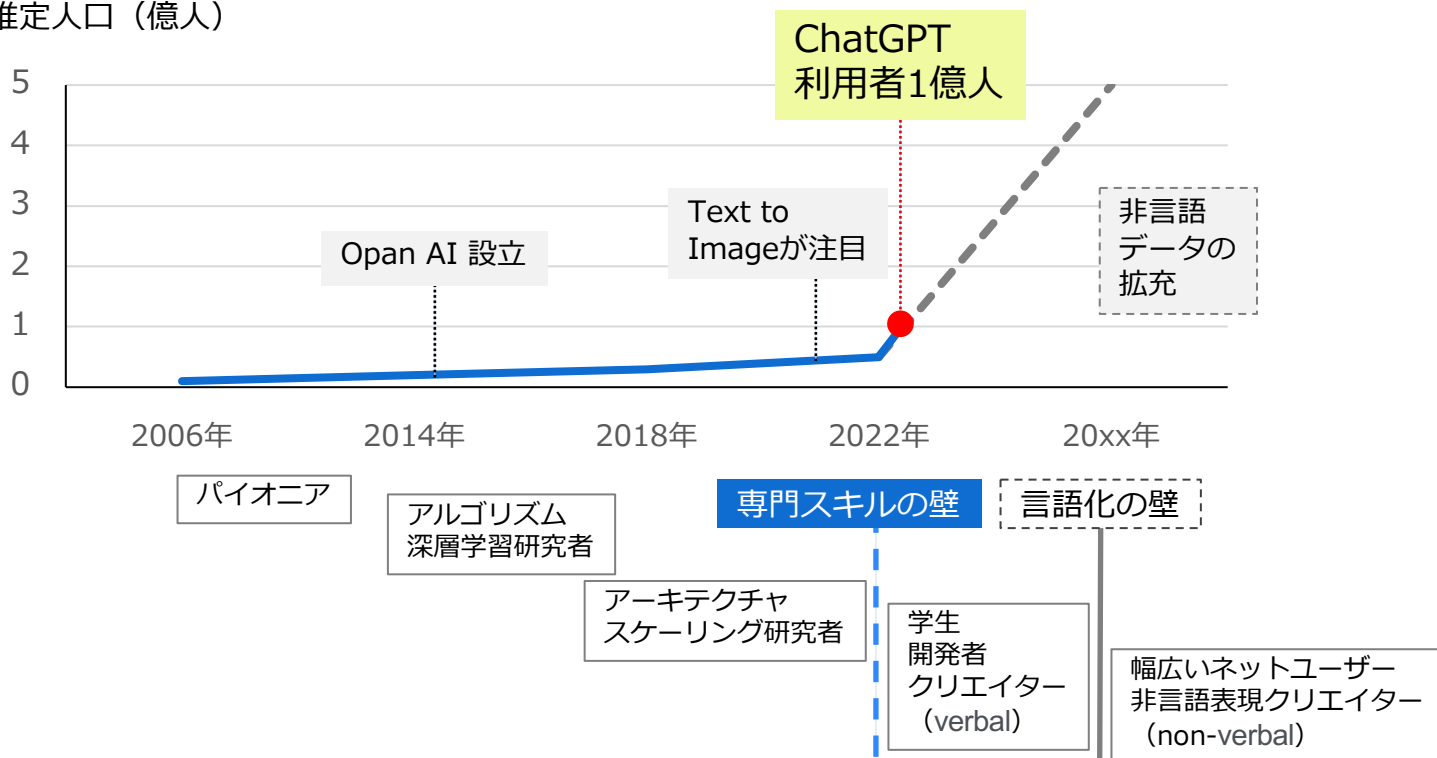 推定人口（億人）
ChatGPT
利用者1億人
5
4
3
2
1
0
Text to
Imageが注目
Opan AI 設立
非言語
データの
拡充
2006年
2014年
2018年
2022年
20xx年
パイオニア
アルゴリズム
深層学習研究者
アーキテクチャ
スケーリング研究者
専門スキルの壁
言語化の壁
学生
開発者
クリエイター
（verbal）
幅広いネットユーザー
非言語表現クリエイター
（non-verbal）